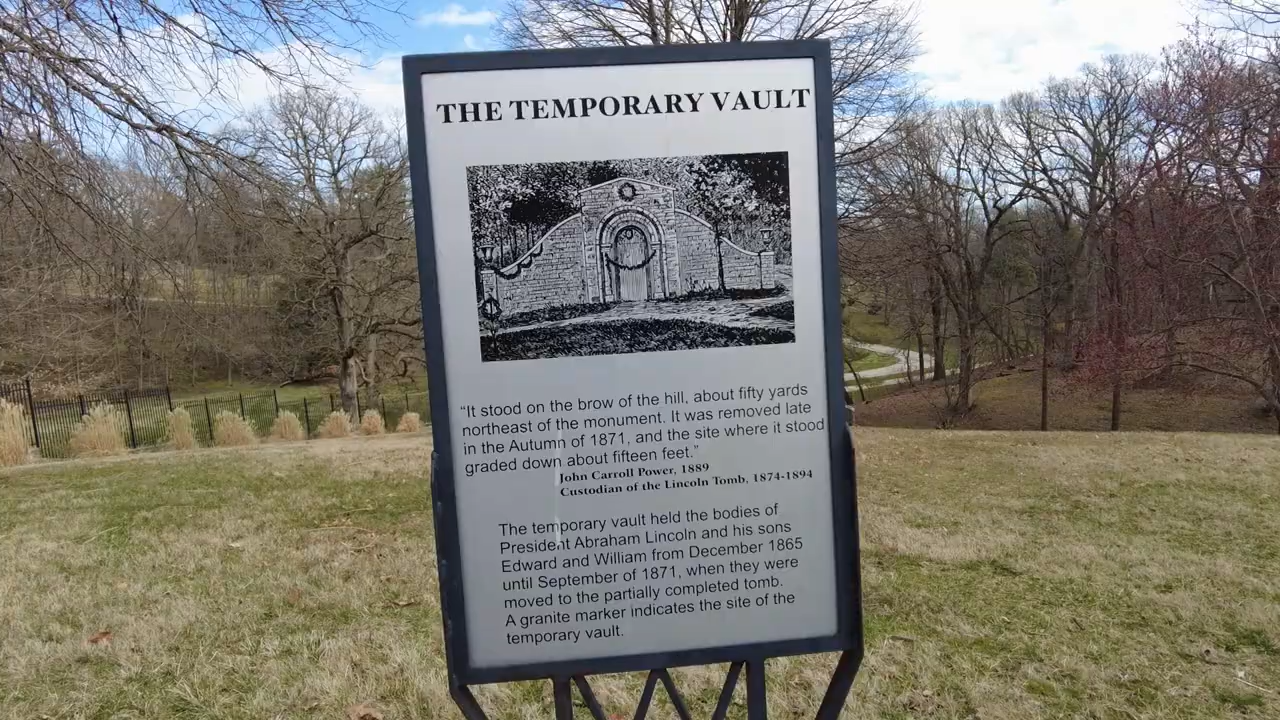 THE TEMPORARY VAULT
"It stood on the brow of the hill, about fifty yards
northeast of the monument. It was removed late
in the Autumn of 1871, and the site where it stood
graded down about fifteen feet."
John Carroll Power, 1889
Custodian of the Lincoln Tomb, 1874-1894
The temporary vault held the bodies of
President Abraham Lincoln and his sons
Edward and William from December 1865
until September of 1871, when they were
moved to the partially completed tomb.
A granite marker indicates the site of the
temporary vault.